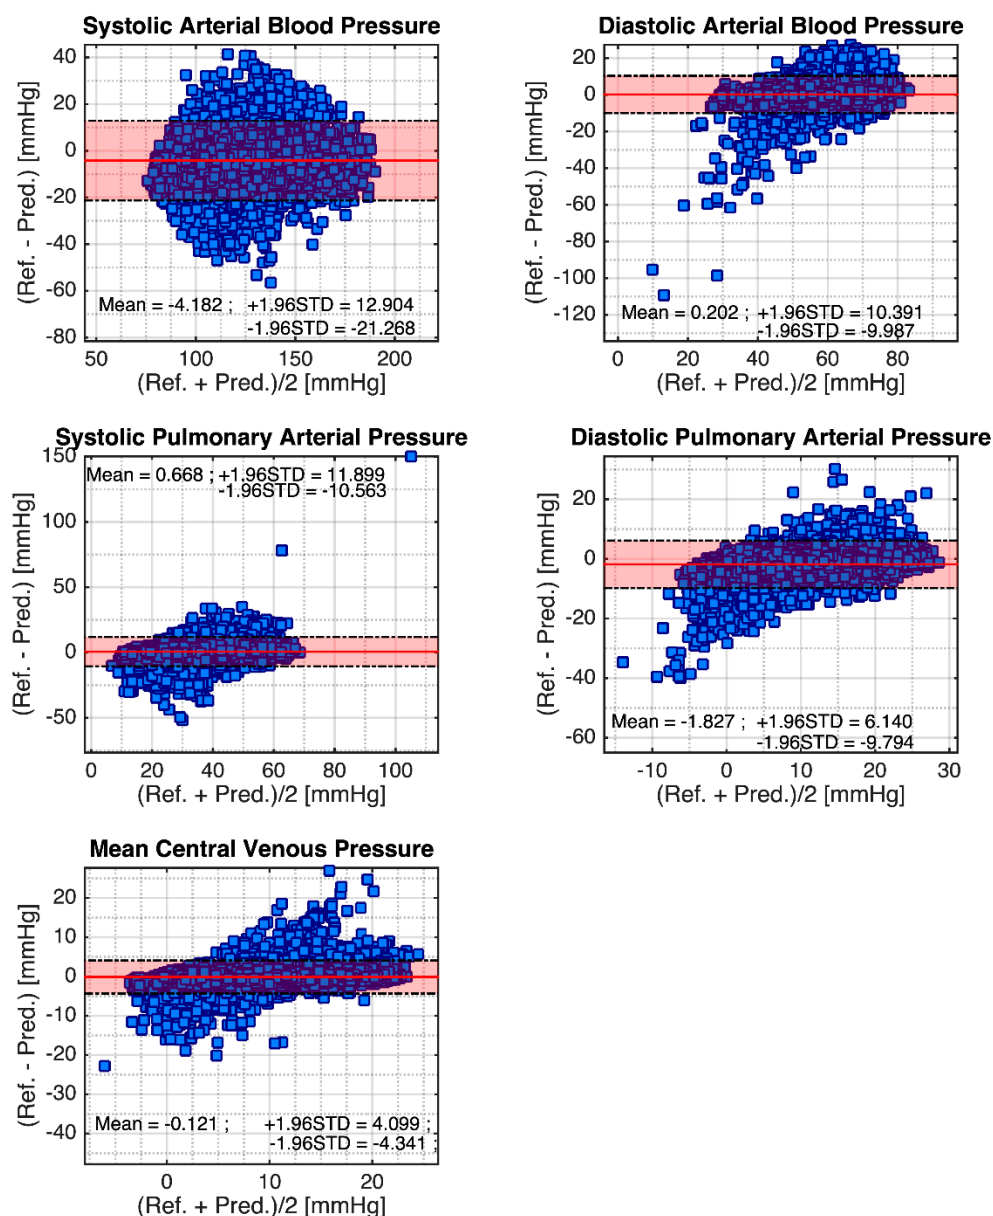 Systolic Arterial Blood Pressure
(Ref. - Pred.) [mmHg]
40
20
0
-20
-40
-60
-80
Mean = -4.182 ; +1.96STD = 12.904
-1.96STD = -21.268
50 100 150 200
(Ref. + Pred.)/2 [mmHg]
Diastolic Arterial Blood Pressure
(Ref. - Pred.) [mmHg]
20
0
-20
-40
-60
-80
-100
-120
Mean = 0.202 ; +1.96STD = 10.391
-1.96STD = -9.987
0 20 40 60 80
(Ref. + Pred.)/2 [mmHg]
Systolic Pulmonary Arterial Pressure
(Ref. - Pred.) [mmHg]
150
Mean = 0.668 ; +1.96STD = 11.899
-1.96STD = -10.563
100
50
0
-50
0 20 40 60 80 100
(Ref. + Pred.)/2 [mmHg]
Diastolic Pulmonary Arterial Pressure
(Ref. - Pred.) [mmHg]
20
0
-20
-40
-60
Mean = -1.827 ; +1.96STD = 6.140
-1.96STD = -9.794
-10 0 10 20 30
(Ref. + Pred.)/2 [mmHg]
Mean Central Venous Pressure
(Ref. - Pred.) [mmHg]
20
10
0
-10
-20
-30
-40
Mean = -0.121 ; +1.96STD = 4.099 ;
-1.96STD = -4.341 ;
0 10 20
(Ref. + Pred.)/2 [mmHg]